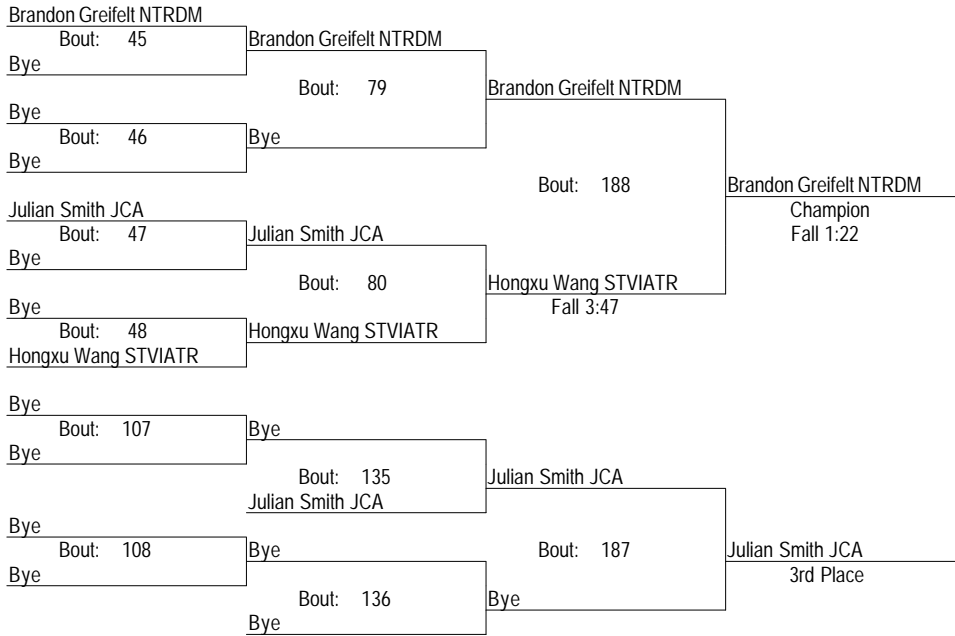 Brandon Greifelt NTRDM
Bout: 45
Bye
Brandon Greifelt NTRDM
Bout: 79
Bye
Bye
Bout: 46
Bye
Brandon Greifelt NTRDM
Bout: 188
Julian Smith JCA
Bout: 47
Bye
Julian Smith JCA
Bout: 80
Hongxu Wang STVIATR
Bye
Bout: 48
Hongxu Wang STVIATR
Hongxu Wang STVIATR
Fall 3:47
Brandon Greifelt NTRDM
Champion
Fall 1:22
Bye
Bout: 107
Bye
Bye
Bout: 135
Julian Smith JCA
Julian Smith JCA
Bye
Bout: 108
Bye
Bye
Bout: 136
Bye
Bout: 187
Bye
Julian Smith JCA
3rd Place